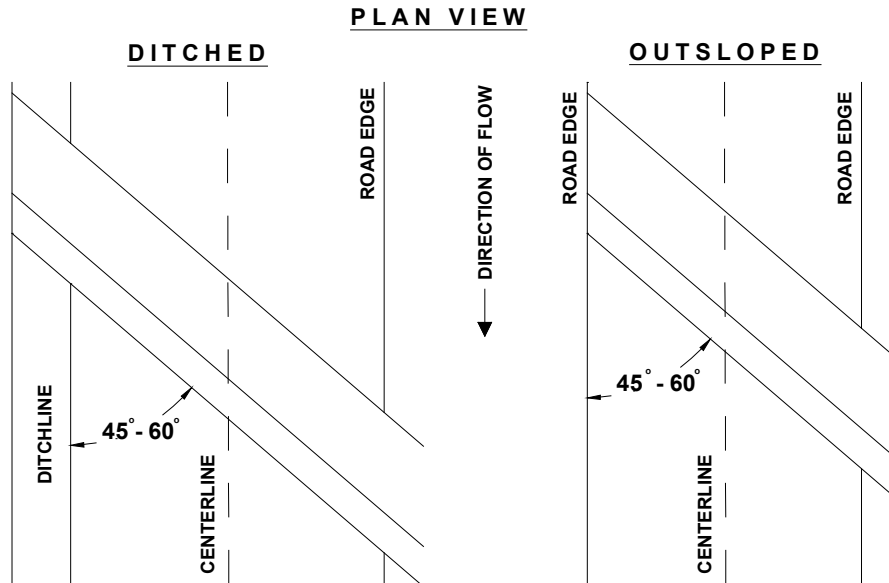 PLAN VIEW
DITCHED
OUTSLOPED
ROAD EDGE
DIRECTION OF FLOW
ROAD EDGE
ROAD EDGE
45° - 60°
45° - 60°
DITCHLINE
CENTERLINE
CENTERLINE